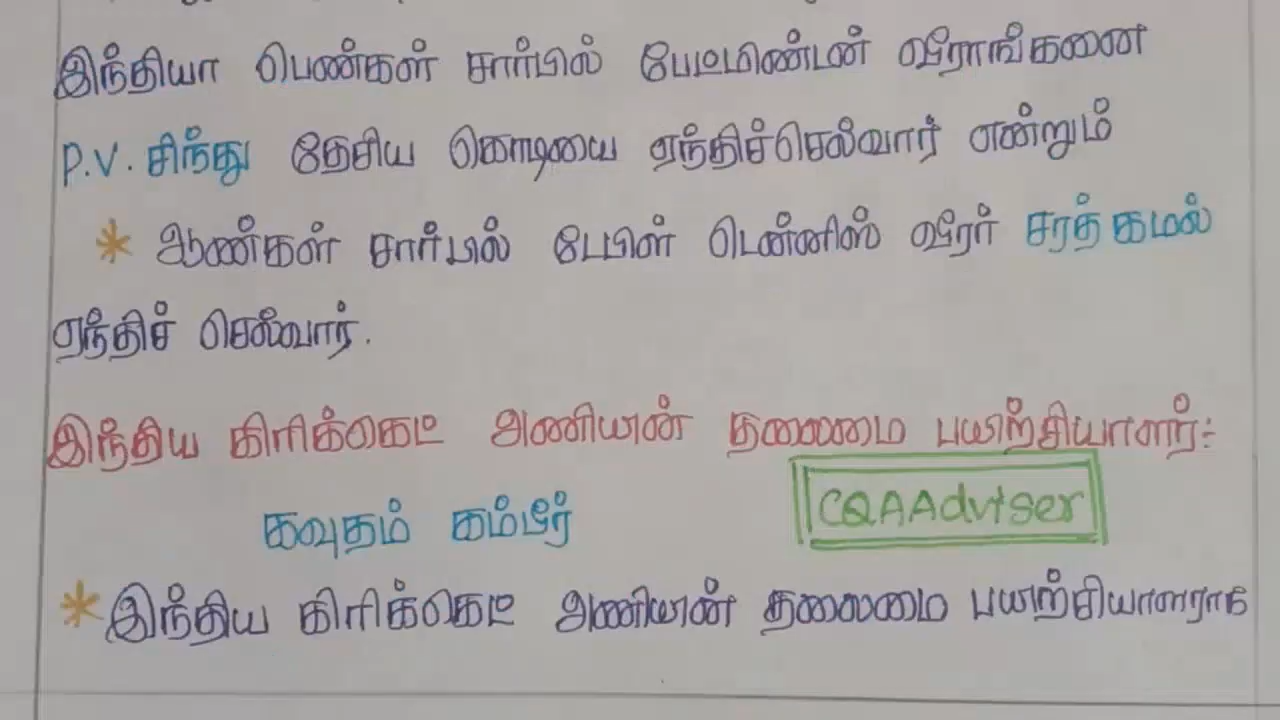 இந்தியா பெண்கள் சார்பில் பேட்மிண்டன் வீராங்கனை
P.V. சிந்து தேசிய கொடியை ஏந்திச்செல்வார் என்றும்
* ஆண்கள் சார்பில் டேபிள் டென்னிஸ் வீரர் சரத் கமல்
ஏந்திச் செல்வார்.
இந்திய கிரிக்கெட் அணியின் தலைமை பயிற்சியாளர்:-
CQAAdviser
கவுதம் கம்பீர்
* இந்திய கிரிக்கெட் அணியின் தலைமை பயிற்சியாளராக